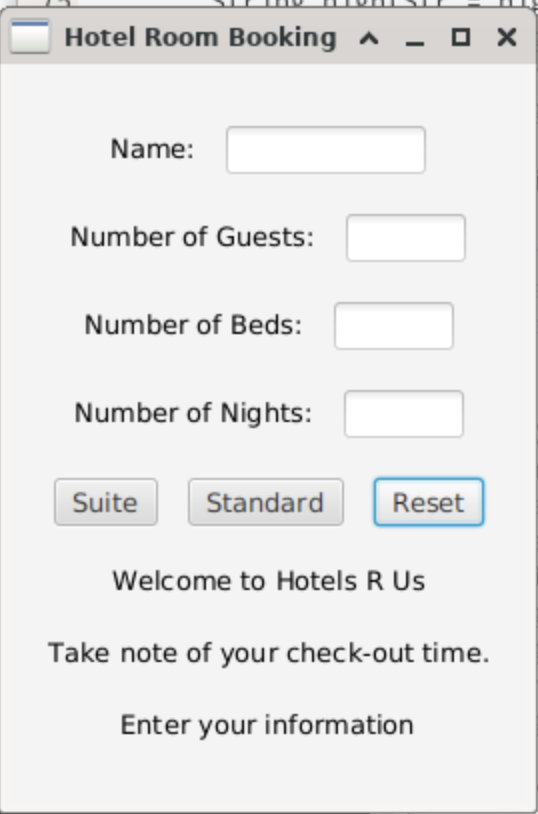 Hotel Room Booking
Name:
Number of Guests:
Number of Beds:
Number of Nights:
Suite Standard Reset
Welcome to Hotels R Us
Take note of your check-out time.
Enter your information